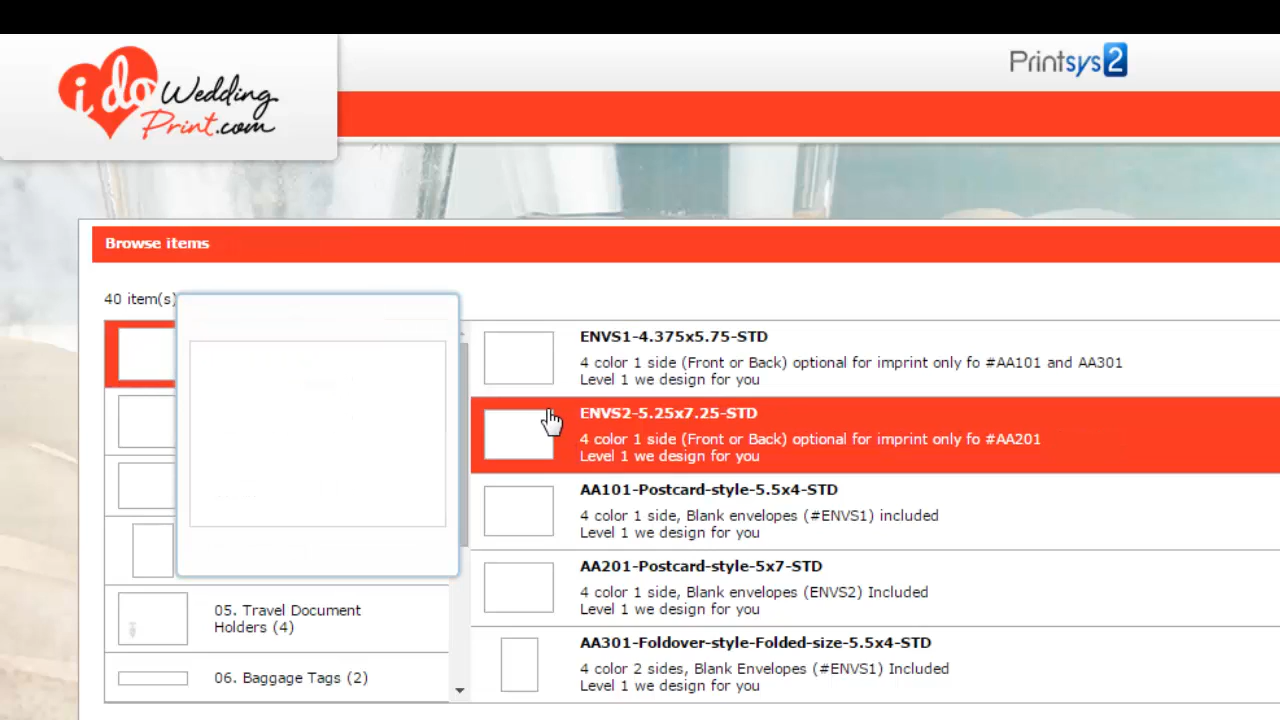 i do Wedding
Print.com
Printsys2
Browse items
40 item(s)
ENVS1-4.375x5.75-STD
4 color 1 side (Front or Back) optional for imprint only fo #AA101 and AA301
Level 1 we design for you
ENVS2-5.25x7.25-STD
4 color 1 side (Front or Back) optional for imprint only fo #AA201
Level 1 we design for you
AA101-Postcard-style-5.5x4-STD
4 color 1 side, Blank envelopes (#ENVS1) included
Level 1 we design for you
AA201-Postcard-style-5x7-STD
4 color 1 side, Blank envelopes (ENVS2) Included
Level 1 we design for you
AA301-Foldover-style-Folded-size-5.5x4-STD
4 color 2 sides, Blank Envelopes (#ENVS1) Included
Level 1 we design for you
05. Travel Document
Holders (4)
06. Baggage Tags (2)